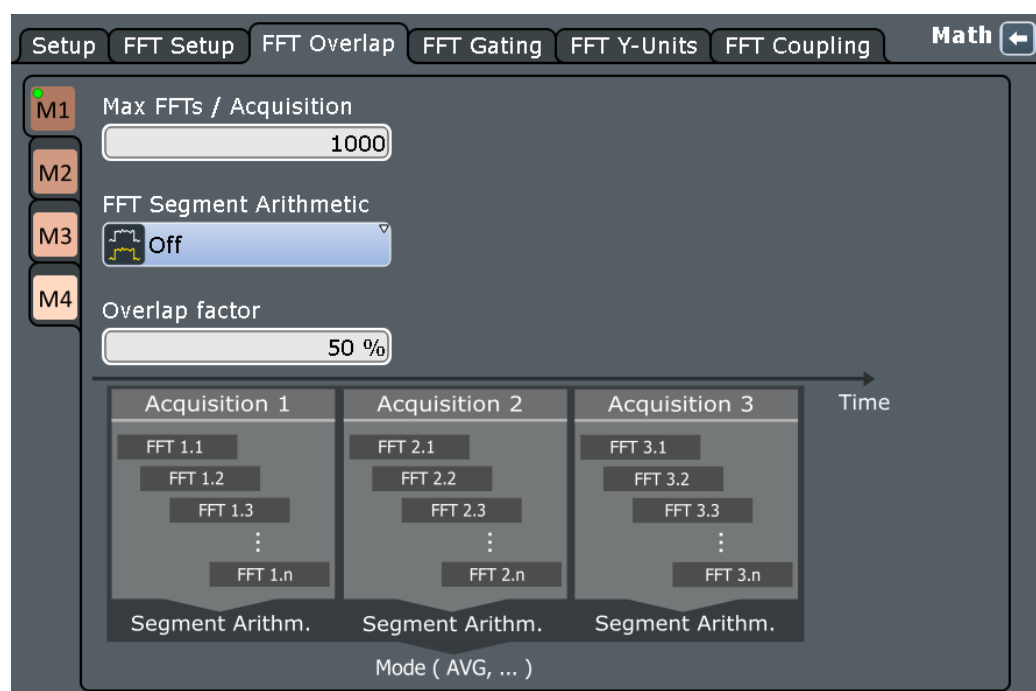 Setup FFT Setup FFT Overlap FFT Gating FFT Y-Units FFT Coupling Math
M1
M2
M3
M4
Max FFTs / Acquisition
1000
FFT Segment Arithmetic
Off
Overlap factor
50 %
Time
Acquisition 1 Acquisition 2 Acquisition 3
FFT 1.1 FFT 2.1 FFT 3.1
FFT 1.2 FFT 2.2 FFT 3.2
FFT 1.3 FFT 2.3 FFT 3.3
⋮ ⋮ ⋮
FFT 1.n FFT 2.n FFT 3.n
Segment Arithm. Segment Arithm. Segment Arithm.
Mode ( AVG, ... )